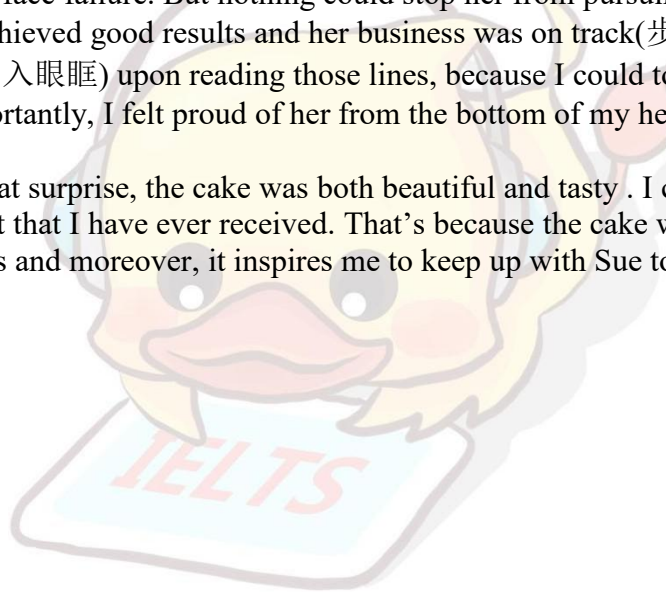 face failure. But nothing could stop her from pursui
hieved good results and her business was on track(步
入眼眶) upon reading those lines, because I could to
ortantly, I felt proud of her from the bottom of my he
at surprise, the cake was both beautiful and tasty . I c
t that I have ever received. That's because the cake w
s and moreover, it inspires me to keep up with Sue to
IELTS